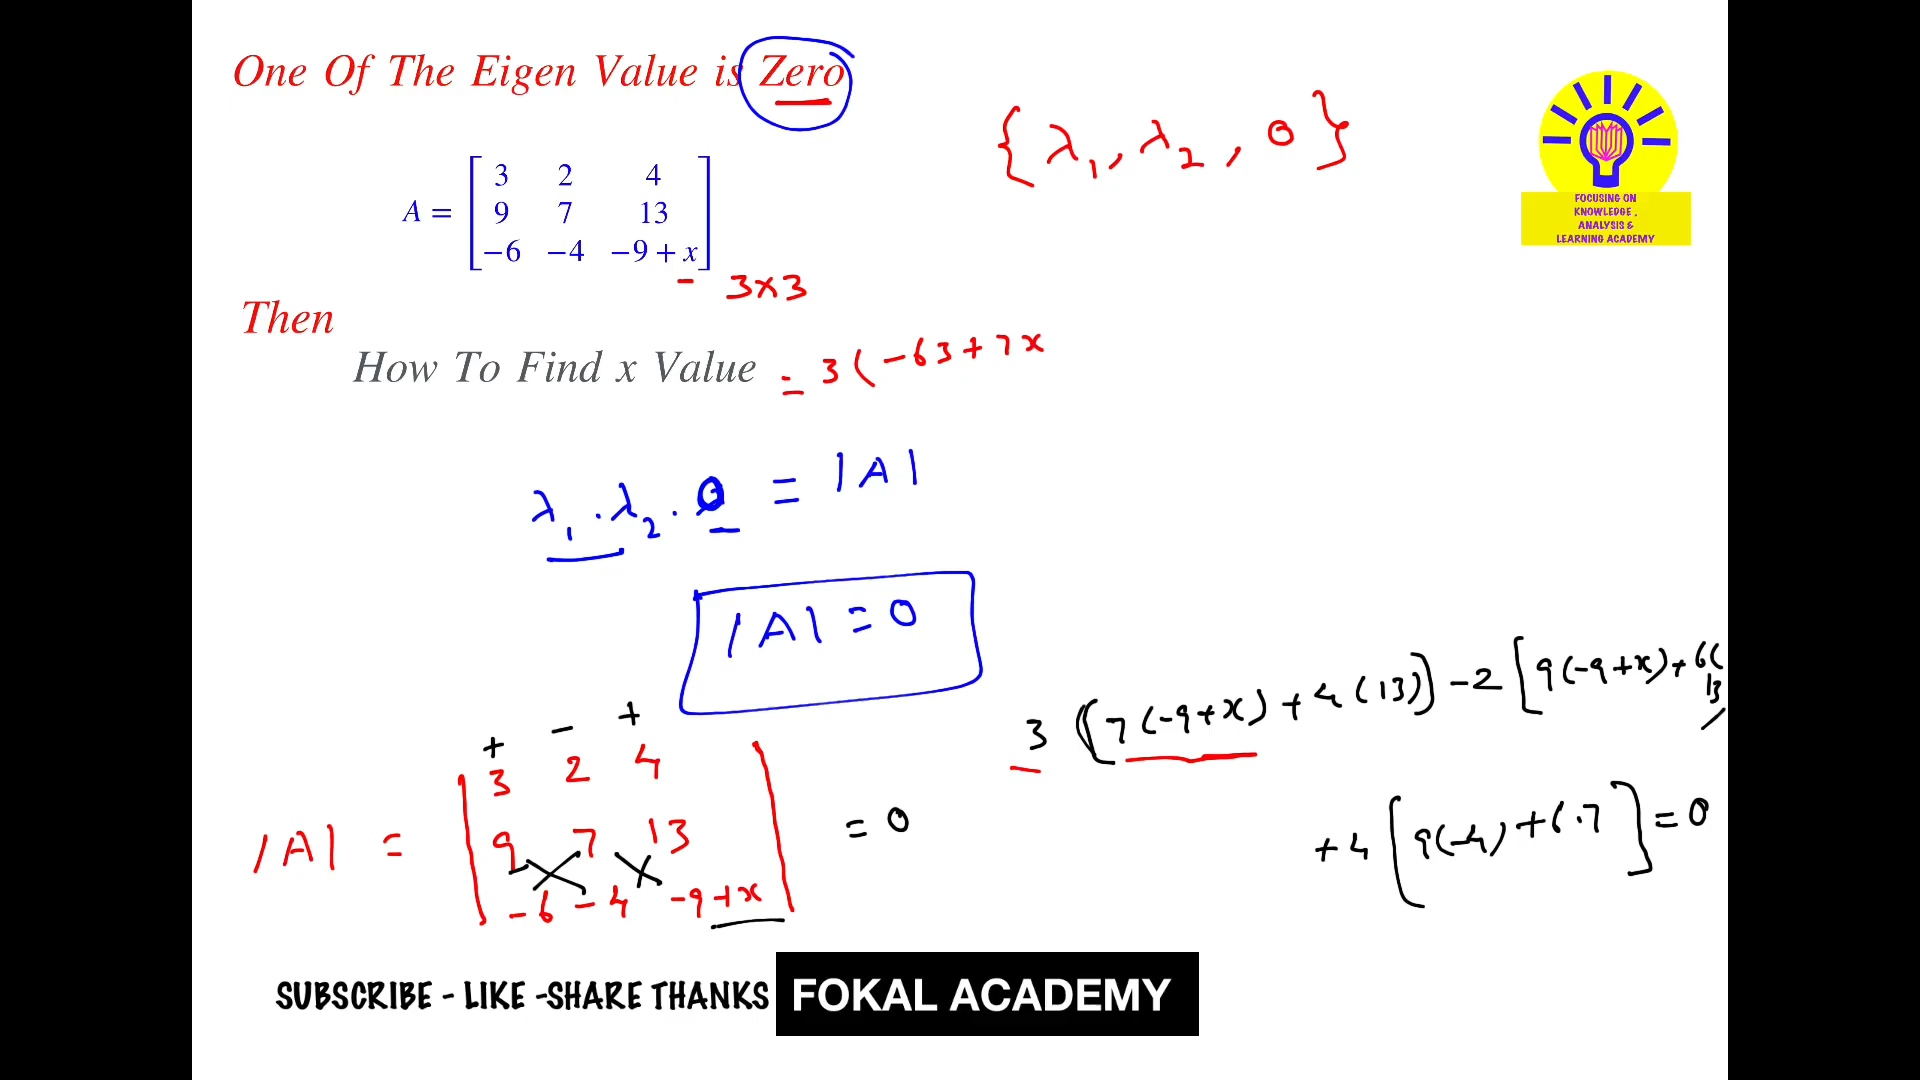 One Of The Eigen Value is Zero
{ λ₁, λ₂, 0 }
FOCUSING ON
KNOWLEDGE ,
ANALYSIS &
LEARNING ACADEMY
A =
3 2 4
9 7 13
−6 −4 −9 + x
3×3
Then
How To Find x Value
= 3 ( -63 + 7x
λ₁ . λ₂ . 0 = |A|
|A| = 0
3 [7(-9+x) + 4(13)] - 2 [9(-9+x) + 6(
13
+ 4 [9(-4) + 6.7] = 0
+ - +
3 2 4
|A| = 9 7 13 = 0
-6 -4 -9+x
SUBSCRIBE - LIKE -SHARE THANKS
FOKAL ACADEMY